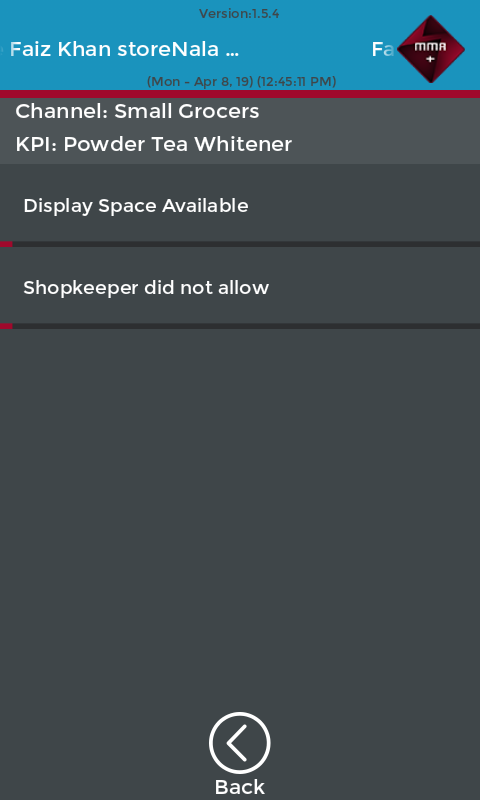 Version:1.5.4
Faiz Khan storeNala ...
Fa
MMA
+
(Mon - Apr 8, 19) (12:45:11 PM)
Channel: Small Grocers
KPI: Powder Tea Whitener
Display Space Available
Shopkeeper did not allow
Back